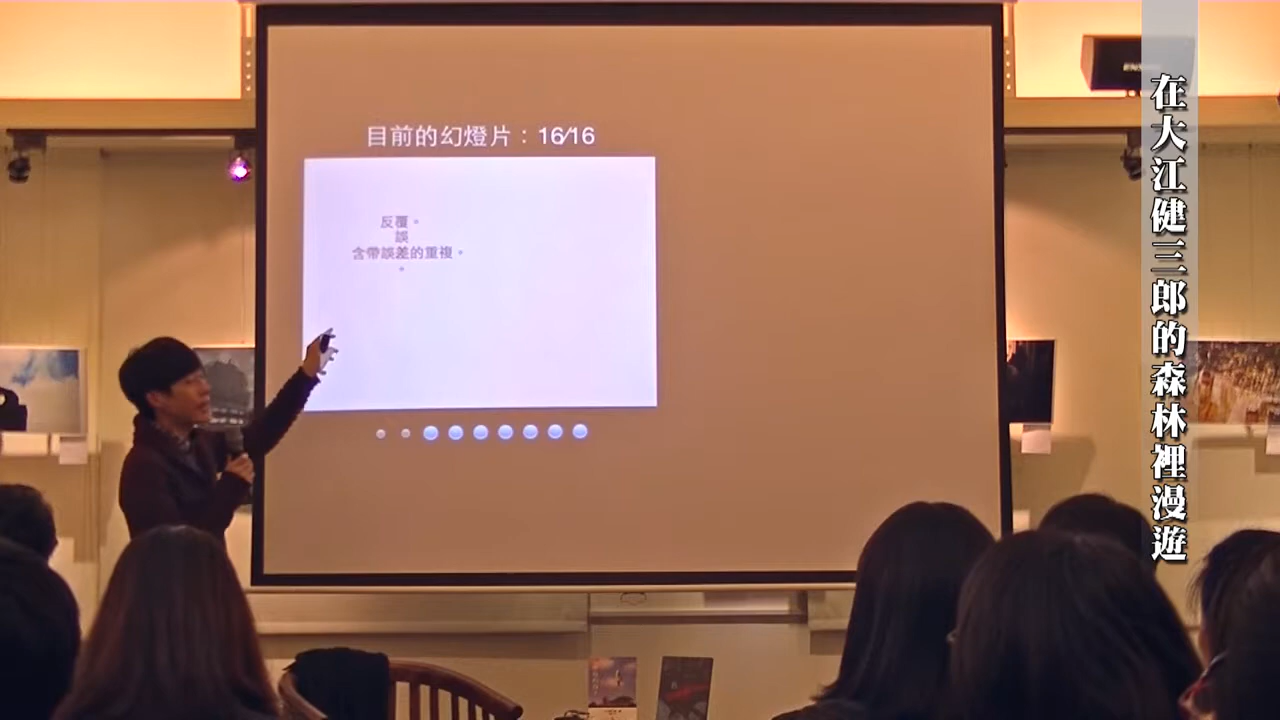 目前的幻燈片：16/16
反覆。
誤
含帶誤差的重複。
。
在大江健三郎的森林裡漫遊